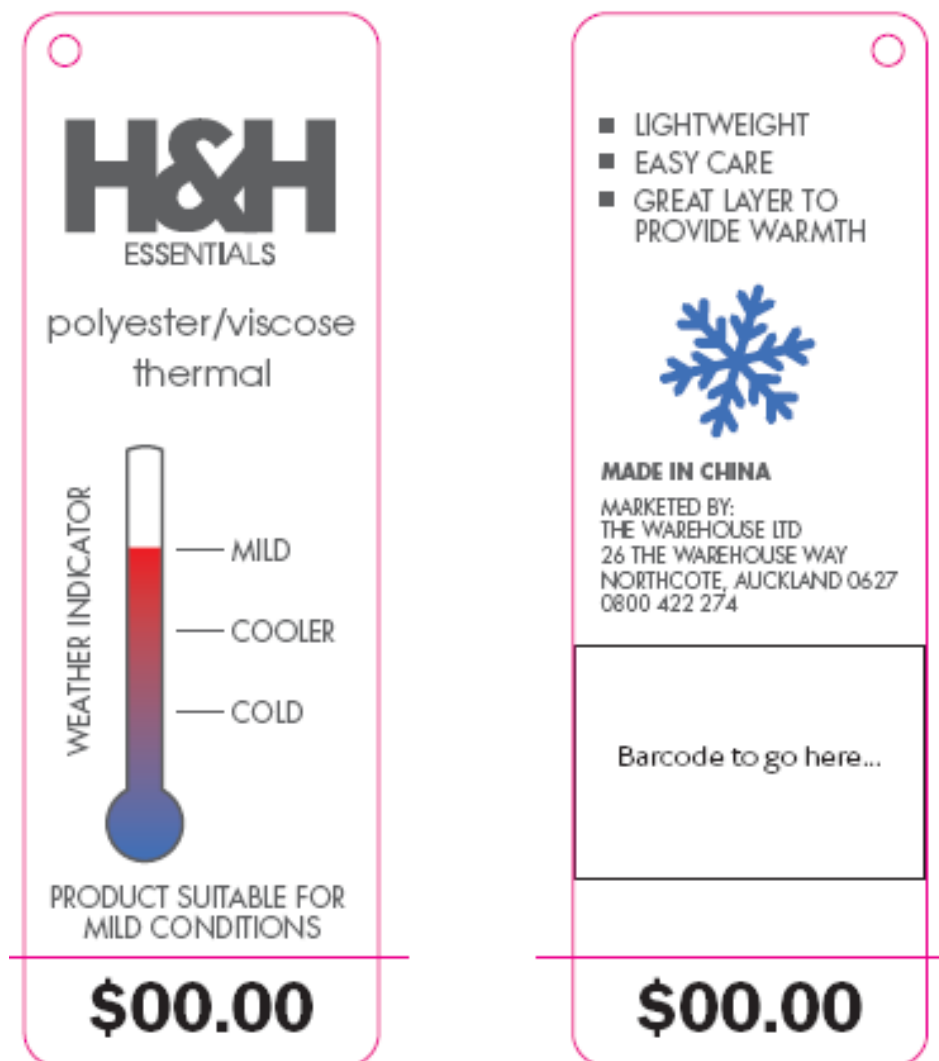 H&H
ESSENTIALS
polyester/viscose
thermal
WEATHER INDICATOR
MILD
COOLER
COLD
PRODUCT SUITABLE FOR
MILD CONDITIONS
$00.00
LIGHTWEIGHT
EASY CARE
GREAT LAYER TO
PROVIDE WARMTH
MADE IN CHINA
MARKETED BY:
THE WAREHOUSE LTD
26 THE WAREHOUSE WAY
NORTHCOTE, AUCKLAND 0627
0800 422 274
Barcode to go here...
$00.00